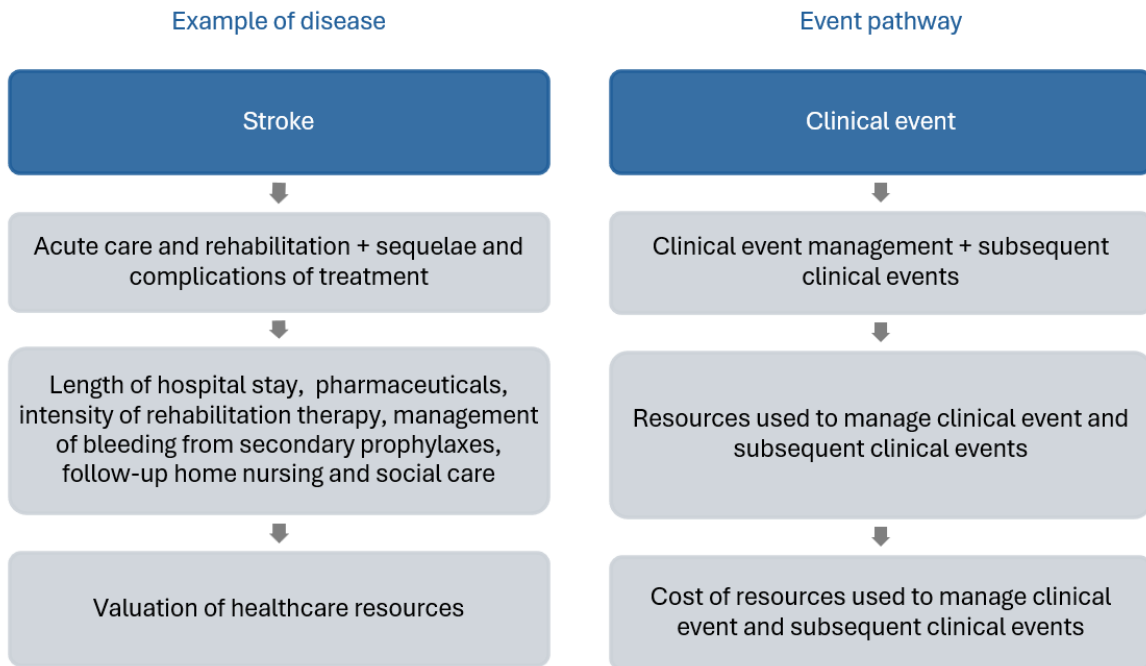 Example of disease
Event pathway
Stroke
Clinical event
Acute care and rehabilitation + sequelae and
complications of treatment
Clinical event management + subsequent
clinical events
Length of hospital stay, pharmaceuticals,
intensity of rehabilitation therapy, management
of bleeding from secondary prophylaxes,
follow-up home nursing and social care
Resources used to manage clinical event and
subsequent clinical events
Valuation of healthcare resources
Cost of resources used to manage clinical
event and subsequent clinical events